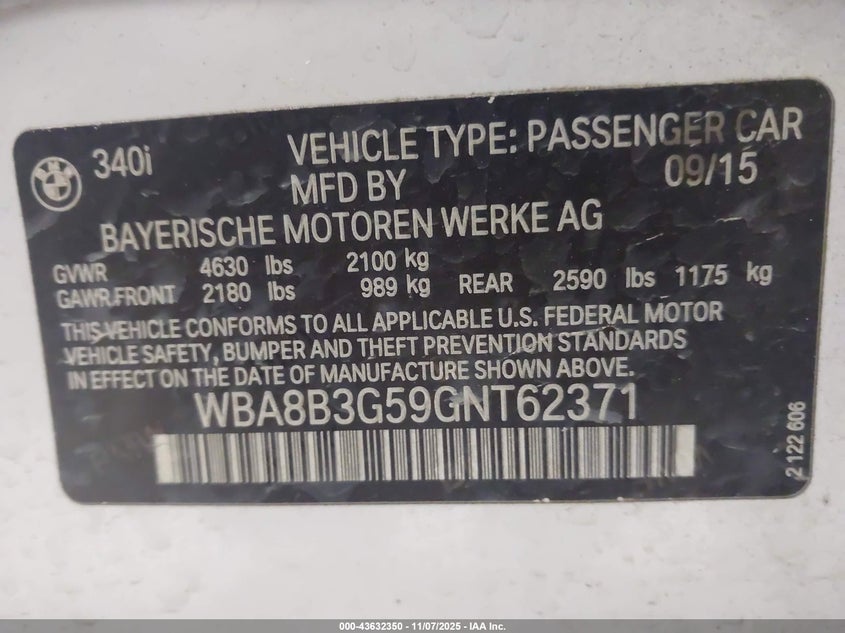 BMW
340i
VEHICLE TYPE: PASSENGER CAR
MFD BY 09/15
BAYERISCHE MOTOREN WERKE AG
GVWR 4630 lbs 2100 kg
GAWR.FRONT 2180 lbs 989 kg REAR 2590 lbs 1175 kg
THIS VEHICLE CONFORMS TO ALL APPLICABLE U.S. FEDERAL MOTOR
VEHICLE SAFETY, BUMPER AND THEFT PREVENTION STANDARDS
IN EFFECT ON THE DATE OF MANUFACTURE SHOWN ABOVE.
WBA8B3G59GNT62371
2 122 606
000-43632350 — 11/07/2025 — IAA Inc.